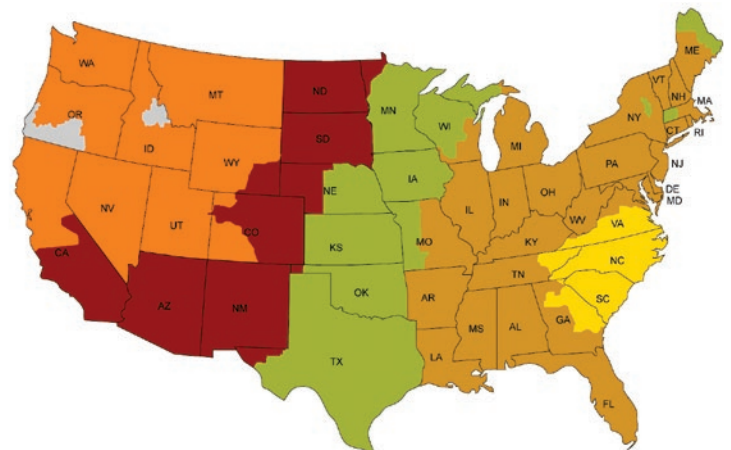 WA
OR
ID
MT
WY
NV
UT
CO
CA
AZ
NM
ND
SD
NE
KS
OK
TX
MN
WI
IA
MO
AR
LA
IL
IN
MI
OH
KY
TN
MS
AL
GA
FL
SC
NC
VA
WV
PA
NY
VT
NH
ME
MA
CT
RI
NJ
DE
MD